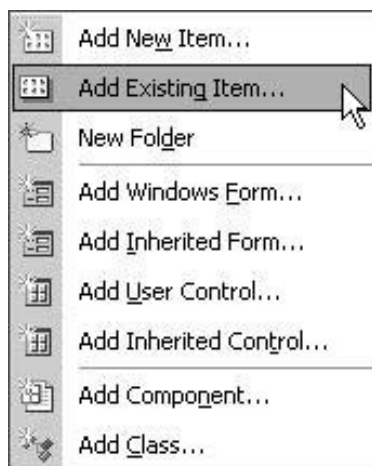 Add New Item...
Add Existing Item...
New Folder
Add Windows Form...
Add Inherited Form...
Add User Control...
Add Inherited Control...
Add Component...
Add Class...